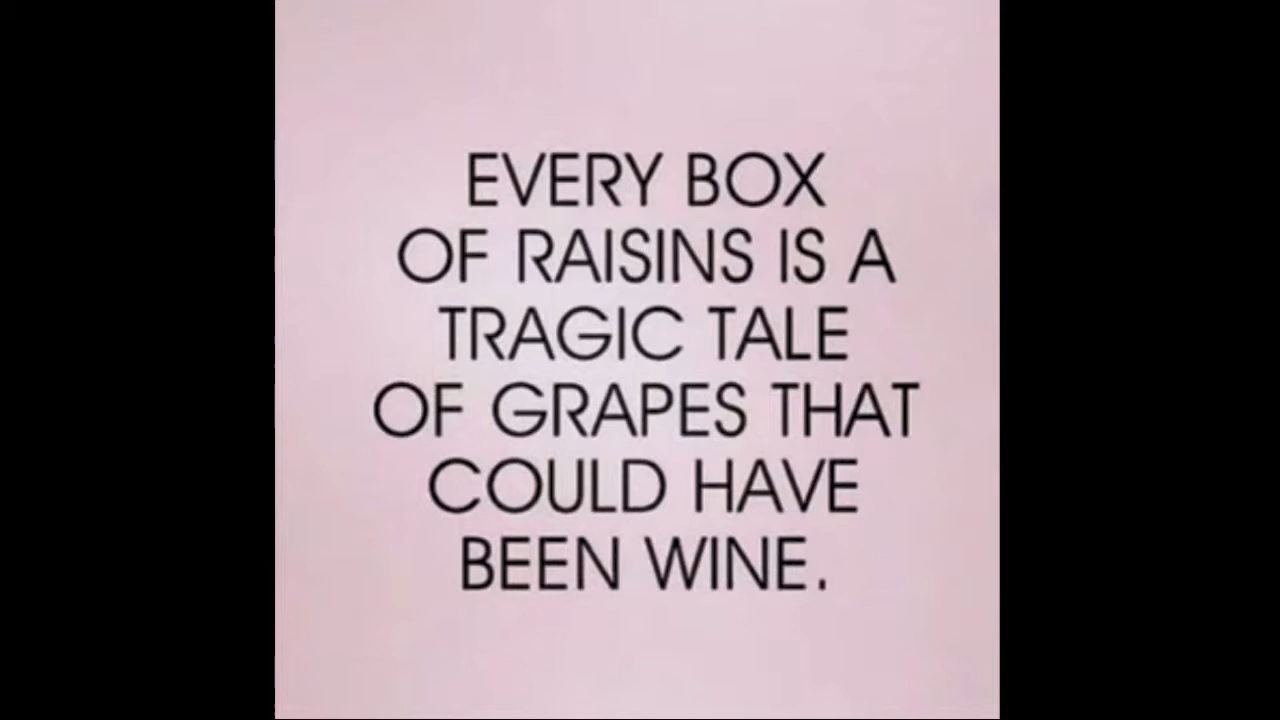 EVERY BOX
OF RAISINS IS A
TRAGIC TALE
OF GRAPES THAT
COULD HAVE
BEEN WINE.